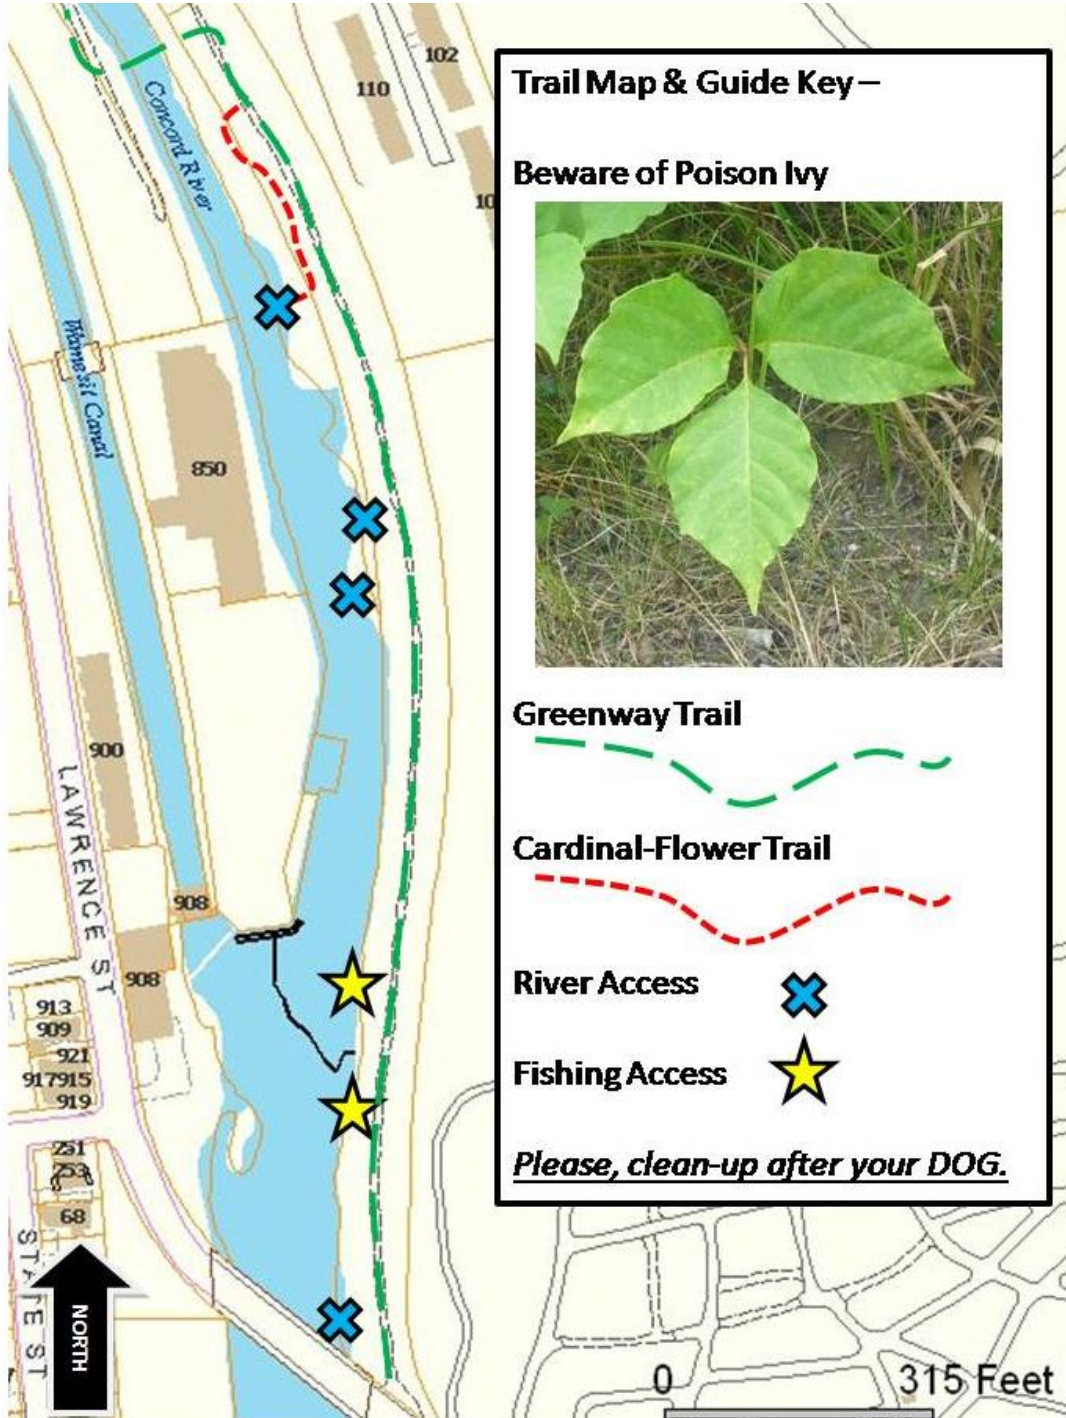 Trail Map & Guide Key –
Beware of Poison Ivy
Greenway Trail
Cardinal-Flower Trail
River Access
Fishing Access
Please, clean-up after your DOG.
Concord River
Wamesit Canal
102
110
10
850
900
LAWRENCE ST
908
908
913
909
921
917915
919
251
253
68
STATE ST
NORTH
0 315 Feet